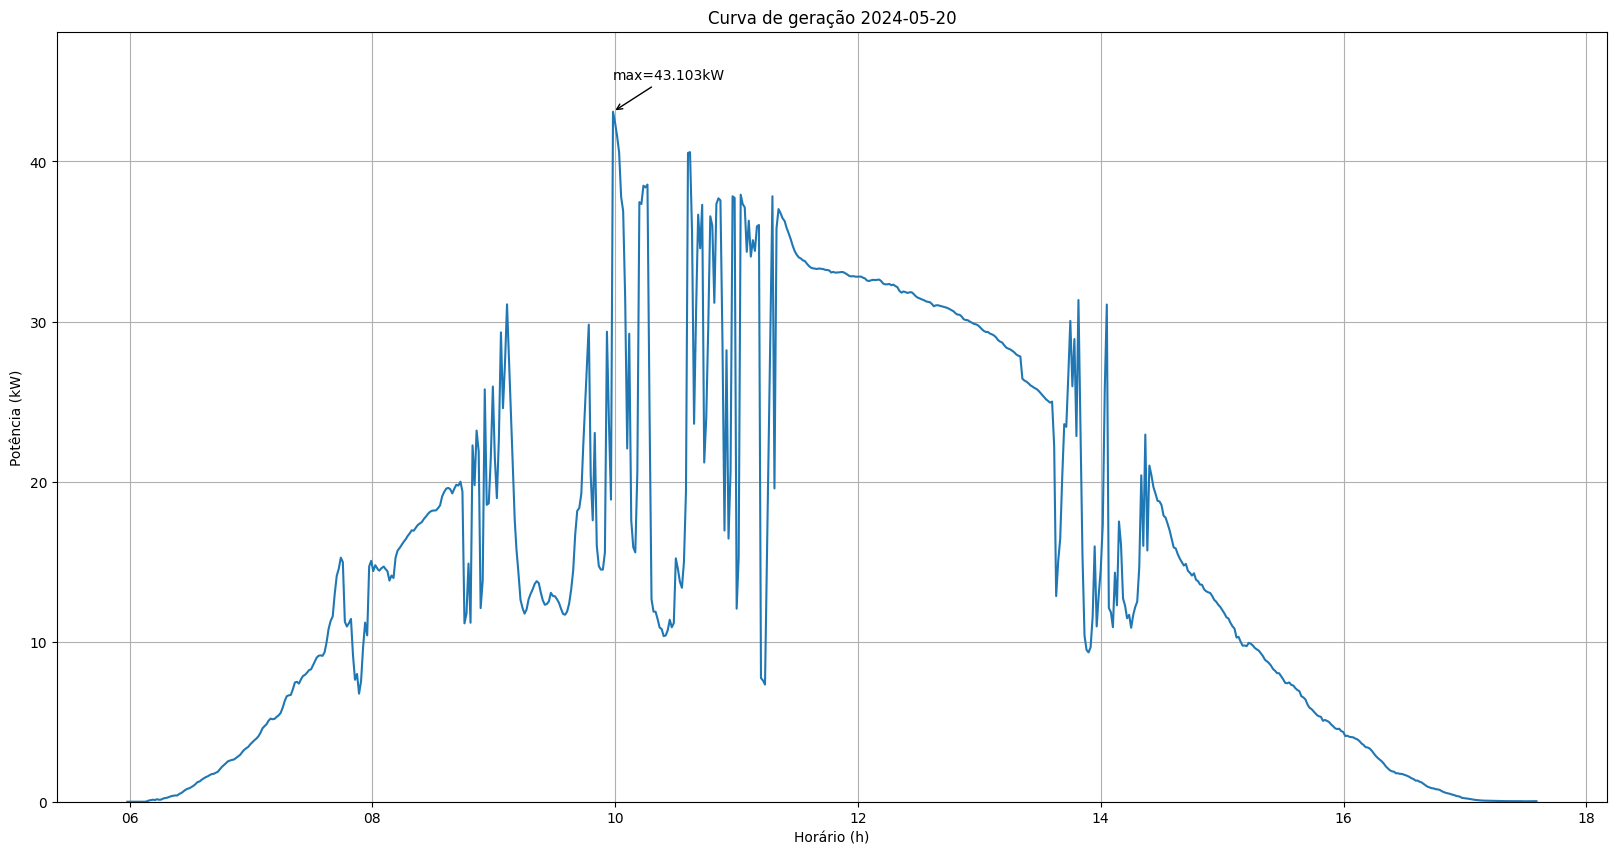 Curva de geração 2024-05-20
max=43.103kW
Potência (kW)
40
30
20
10
0
06 08 10 12 14 16 18
Horário (h)